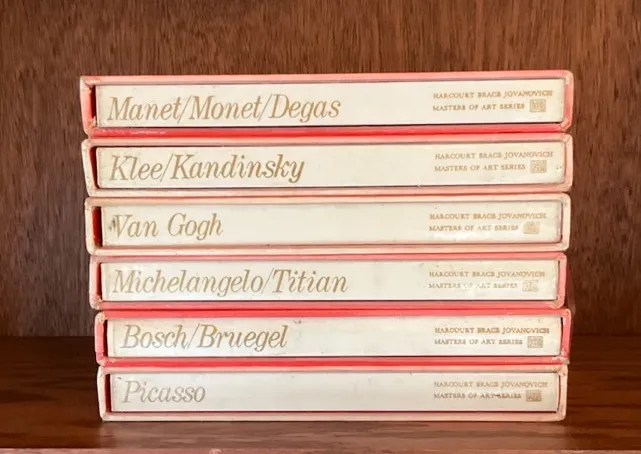 Manet/Monet/Degas
HARCOURT BRACE JOVANOVICH
MASTERS OF ART SERIES
Klee/Kandinsky
HARCOURT BRACE JOVANOVICH
MASTERS OF ART SERIES
Van Gogh
HARCOURT BRACE JOVANOVICH
MASTERS OF ART SERIES
Michelangelo/Titian
HARCOURT BRACE JOVANOVICH
MASTERS OF ART SERIES
Bosch/Bruegel
HARCOURT BRACE JOVANOVICH
MASTERS OF ART SERIES
Picasso
HARCOURT BRACE JOVANOVICH
MASTERS OF ART SERIES